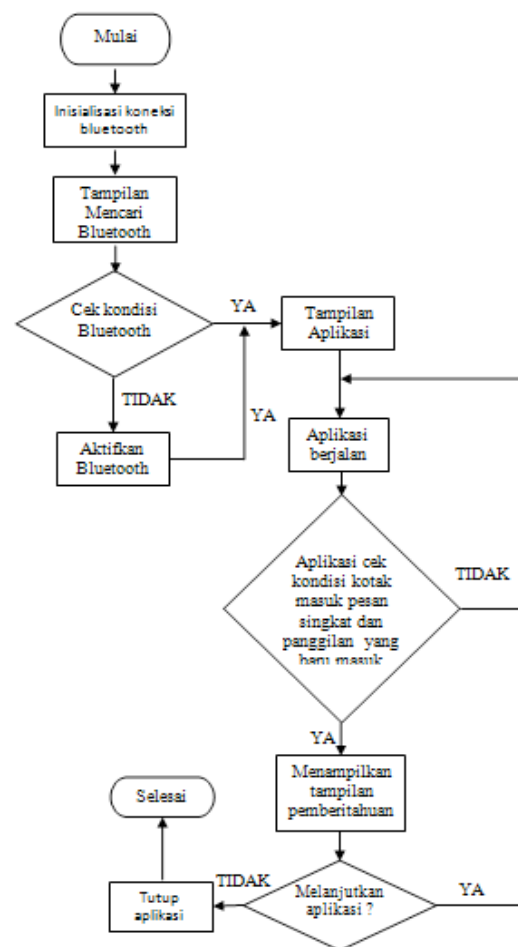 Mulai
Inisialisasi koneksi
bluetooth
Tampilan
Mencari
Bluetooth
Cek kondisi
Bluetooth
YA
Tampilan
Aplikasi
TIDAK
YA
Aktifkan
Bluetooth
Aplikasi
berjalan
Aplikasi cek
kondisi kotak
masuk pesan
singkat dan
panggilan yang
baru masuk
TIDAK
YA
Menampilkan
tampilan
pemberitahuan
Selesai
TIDAK
Melanjutkan
aplikasi ?
YA
Tutup
aplikasi